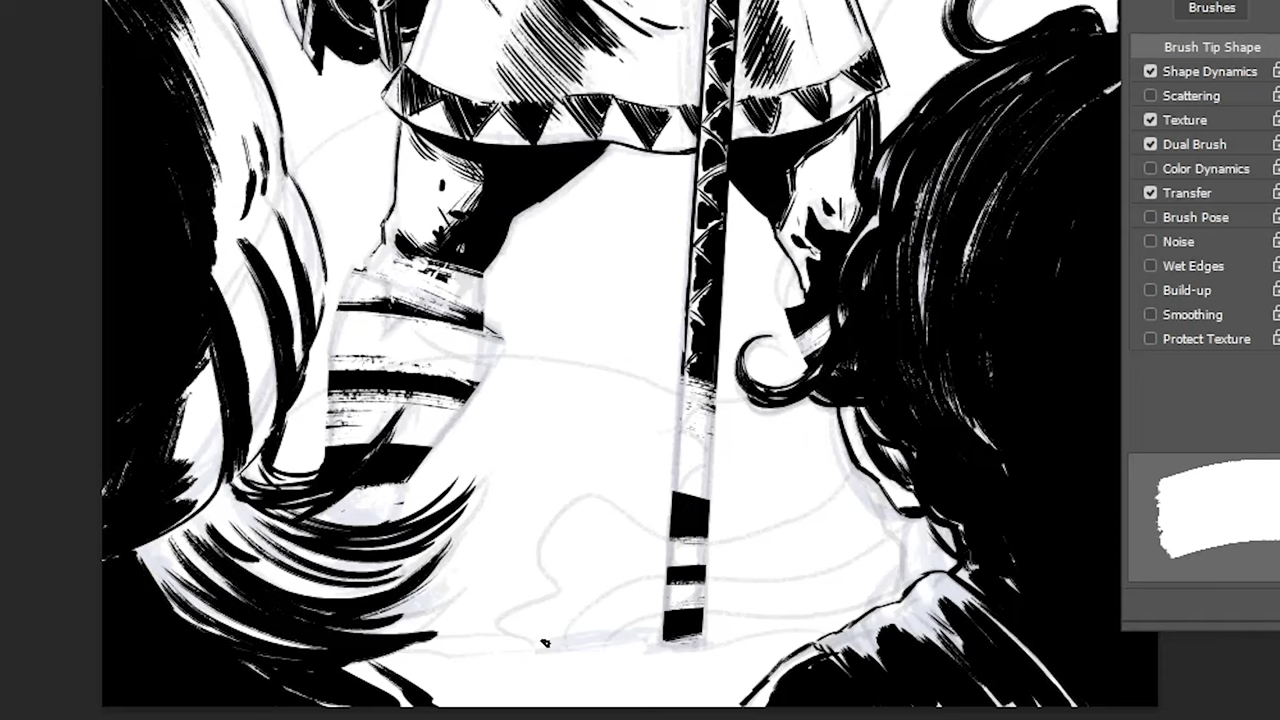 Brushes
Brush Tip Shape
Shape Dynamics
Scattering
Texture
Dual Brush
Color Dynamics
Transfer
Brush Pose
Noise
Wet Edges
Build-up
Smoothing
Protect Texture